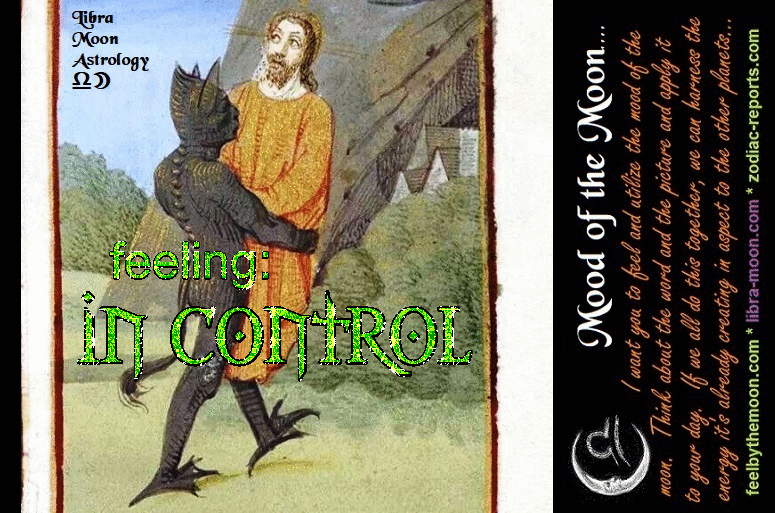 Libra
Moon
Astrology
♎☽
feeling:
in control
Mood of the Moon....
I want you to feel and utilize the mood of the
moon. Think about the word and the picture and apply it
to your day. If we all do this together, we can harness the
energy it's already creating in aspect to the other planets...
feelbythemoon.com * libra-moon.com * zodiac-reports.com